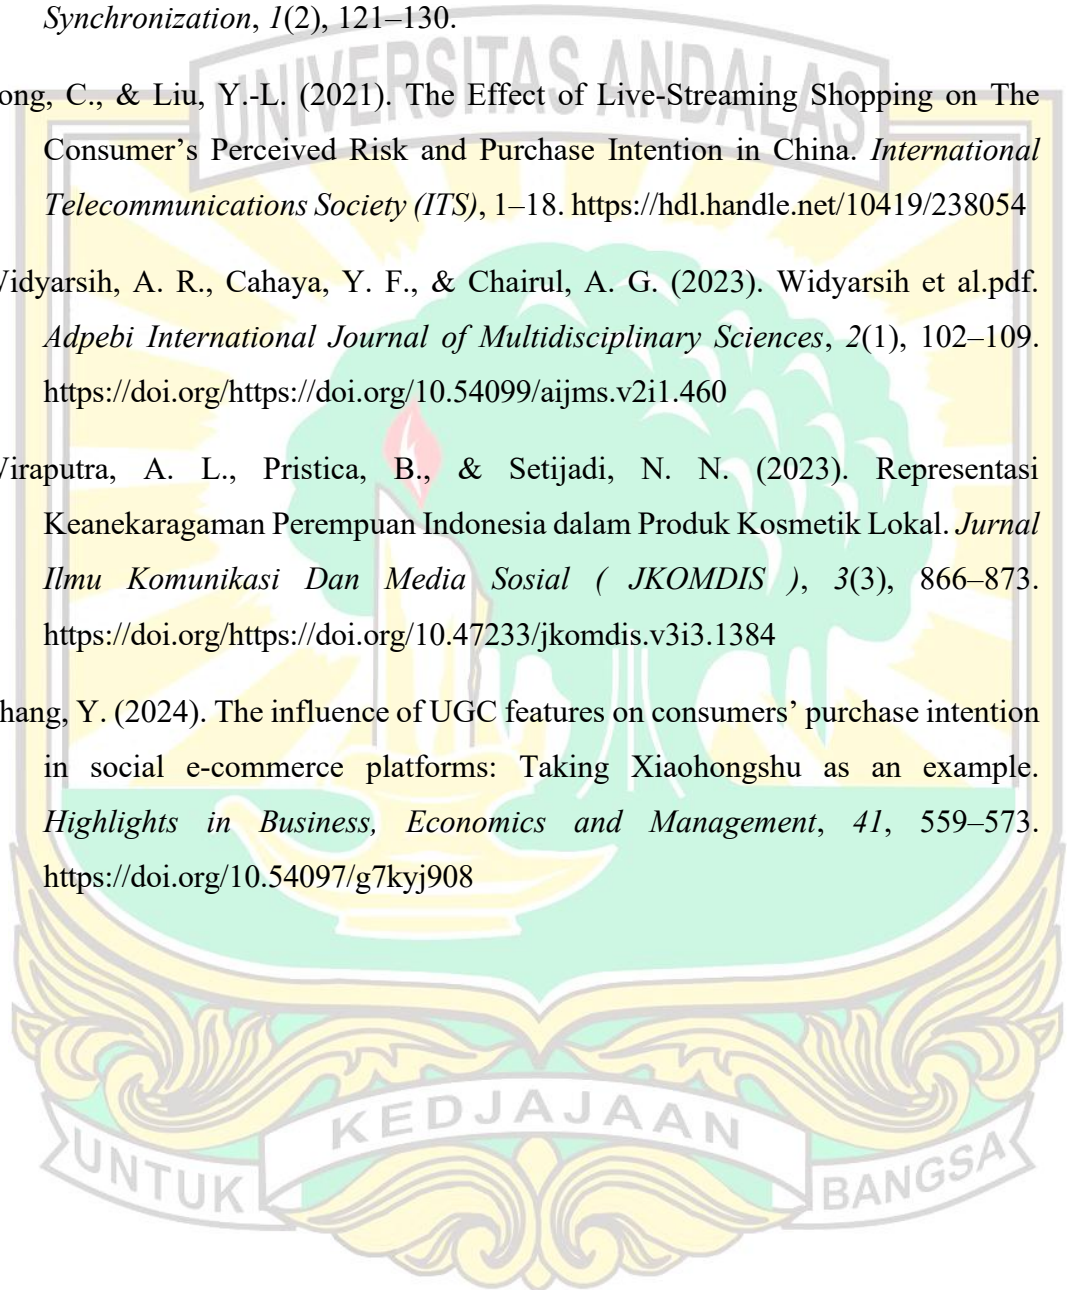 Synchronization, 1(2), 121–130.
UNIVERSITAS ANDALAS
ong, C., & Liu, Y.-L. (2021). The Effect of Live-Streaming Shopping on The
Consumer’s Perceived Risk and Purchase Intention in China. International
Telecommunications Society (ITS), 1–18. https://hdl.handle.net/10419/238054
Vidyarsih, A. R., Cahaya, Y. F., & Chairul, A. G. (2023). Widyarsih et al.pdf.
Adpebi International Journal of Multidisciplinary Sciences, 2(1), 102–109.
https://doi.org/https://doi.org/10.54099/aijms.v2i1.460
Viraputra, A. L., Pristica, B., & Setijadi, N. N. (2023). Representasi
Keanekaragaman Perempuan Indonesia dalam Produk Kosmetik Lokal. Jurnal
Ilmu Komunikasi Dan Media Sosial ( JKOMDIS ), 3(3), 866–873.
https://doi.org/https://doi.org/10.47233/jkomdis.v3i3.1384
hang, Y. (2024). The influence of UGC features on consumers’ purchase intention
in social e-commerce platforms: Taking Xiaohongshu as an example.
Highlights in Business, Economics and Management, 41, 559–573.
https://doi.org/10.54097/g7kyj908
UNTUK KEDJAJAAN BANGSA